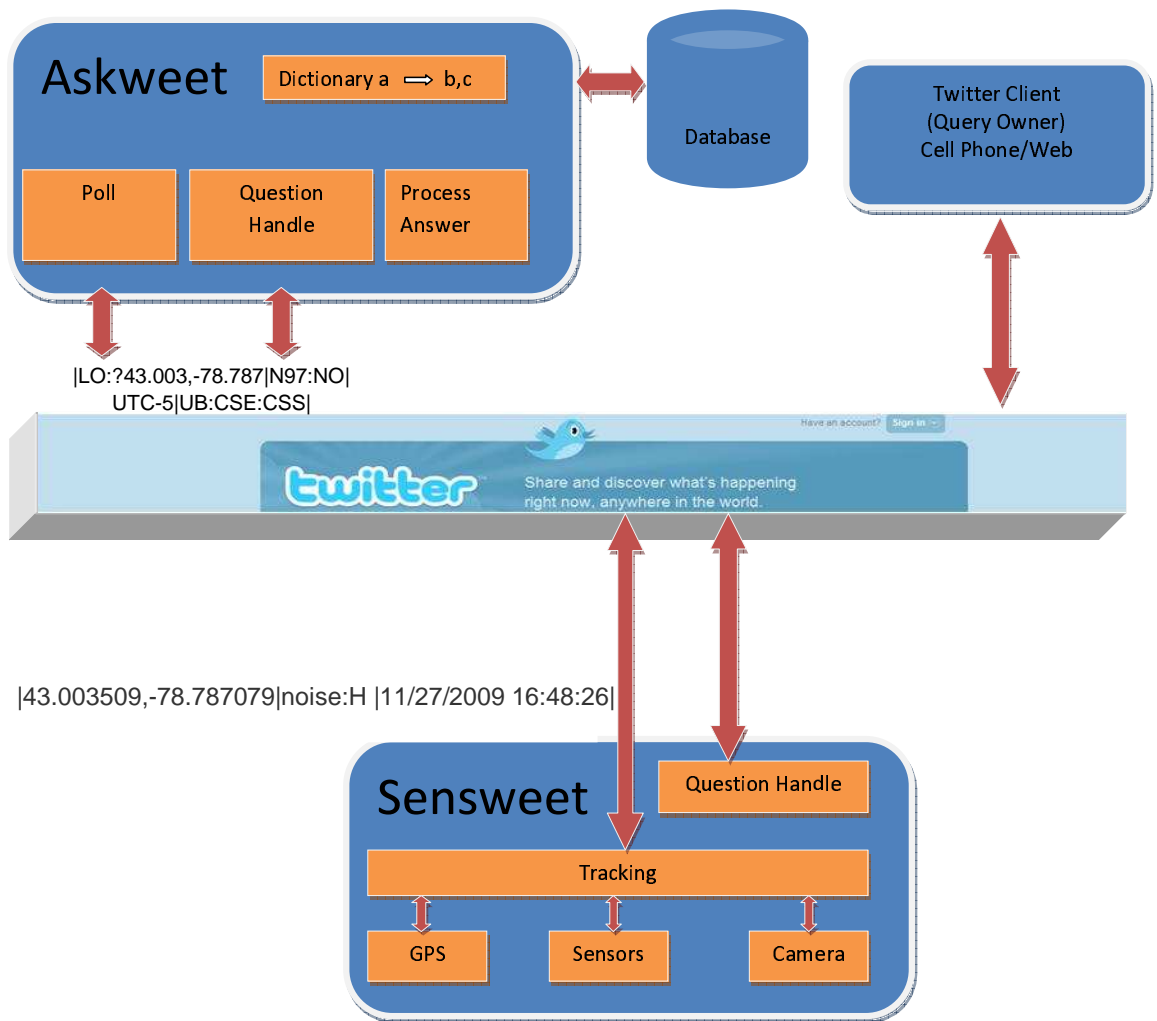 Askweet
Dictionary a ⇒ b,c
Database
Twitter Client
(Query Owner)
Cell Phone/Web
Poll
Question
Handle
Process
Answer
|LO:?43.003,-78.787|N97:NO|
UTC-5|UB:CSE:CSS|
Have an account? Sign in
twitter
Share and discover what's happening
right now, anywhere in the world.
|43.003509,-78.787079|noise:H |11/27/2009 16:48:26|
Sensweet
Question Handle
Tracking
GPS
Sensors
Camera